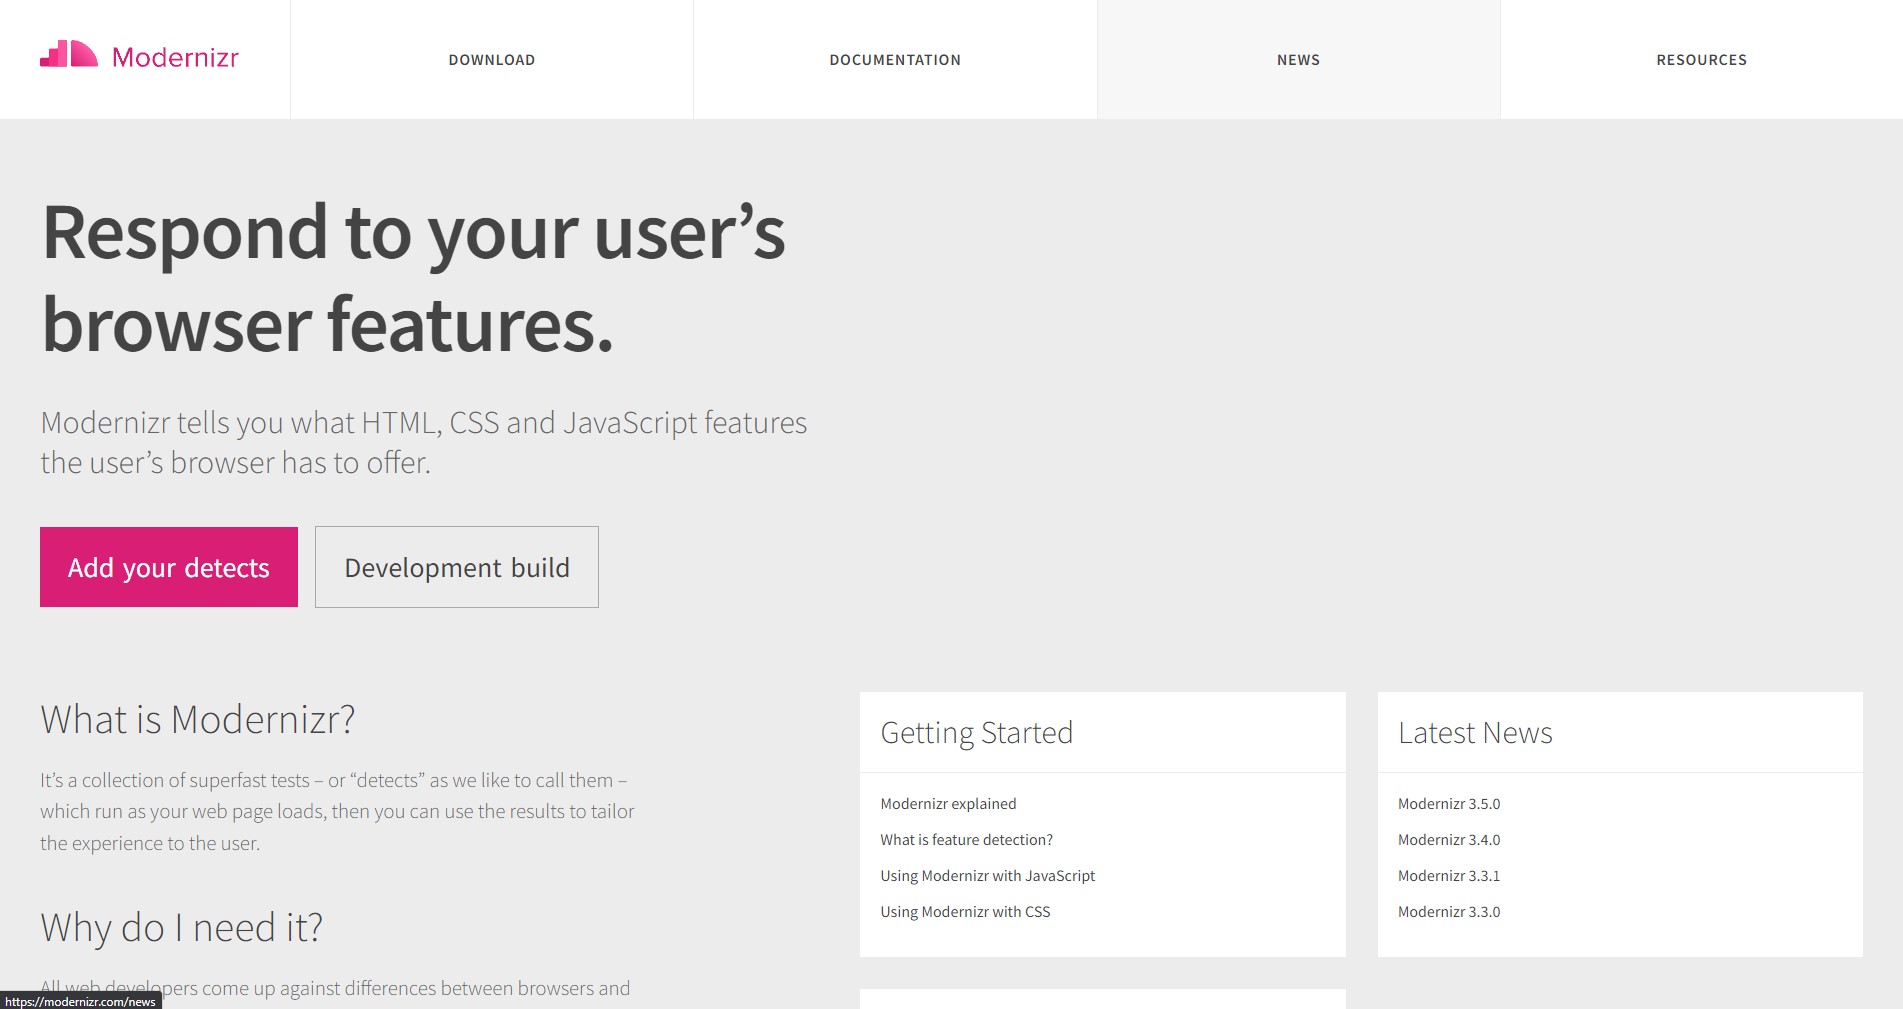 Modernizr
DOWNLOAD
DOCUMENTATION
NEWS
RESOURCES
Respond to your user’s
browser features.
Modernizr tells you what HTML, CSS and JavaScript features
the user’s browser has to offer.
Add your detects
Development build
What is Modernizr?
It’s a collection of superfast tests – or “detects” as we like to call them –
which run as your web page loads, then you can use the results to tailor
the experience to the user.
Why do I need it?
All web developers come up against differences between browsers and
Getting Started
Modernizr explained
What is feature detection?
Using Modernizr with JavaScript
Using Modernizr with CSS
Latest News
Modernizr 3.5.0
Modernizr 3.4.0
Modernizr 3.3.1
Modernizr 3.3.0
https://modernizr.com/news